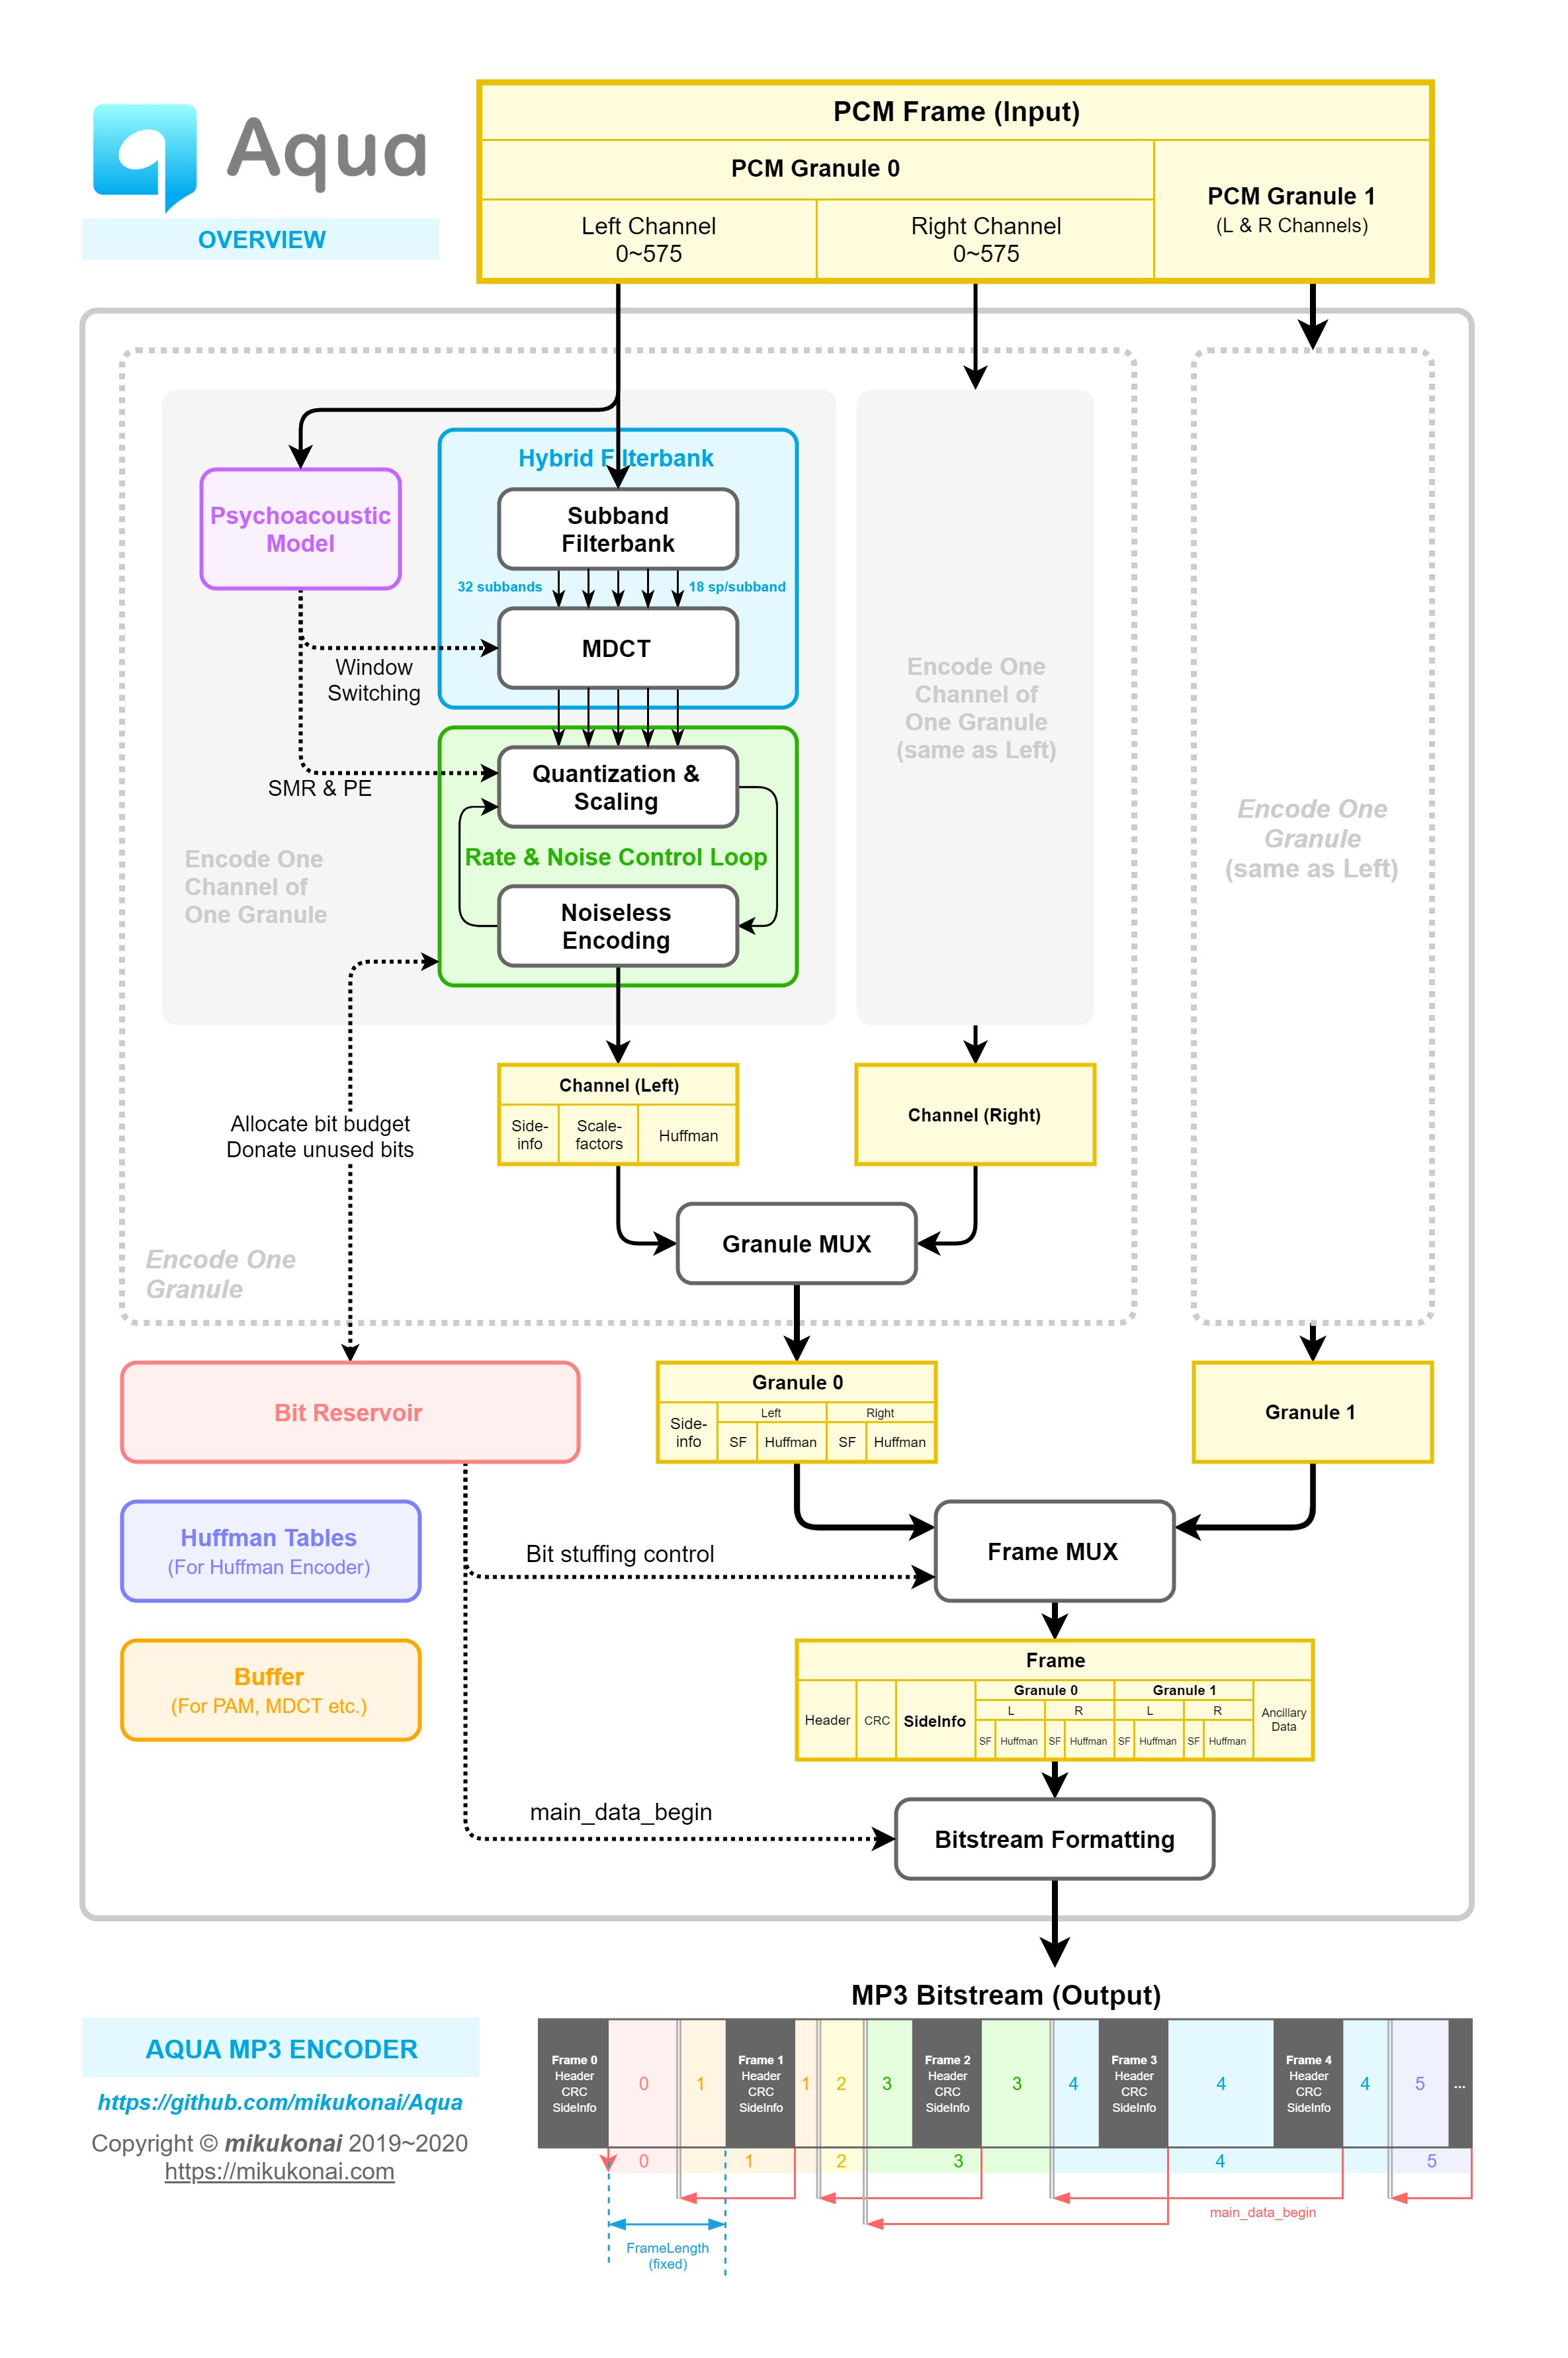 Aqua
OVERVIEW
PCM Frame (Input)
PCM Granule 0
Left Channel
0~575
Right Channel
0~575
PCM Granule 1
(L & R Channels)
Psychoacoustic
Model
Hybrid Filterbank
Subband
Filterbank
32 subbands
18 sp/subband
MDCT
Window
Switching
Quantization &
Scaling
SMR & PE
Rate & Noise Control Loop
Noiseless
Encoding
Encode One
Channel of
One Granule
Encode One
Channel of
One Granule
(same as Left)
Encode One
Granule
(same as Left)
Channel (Left)
Side-
info
Scale-
factors
Huffman
Channel (Right)
Allocate bit budget
Donate unused bits
Granule MUX
Encode One
Granule
Bit Reservoir
Granule 0
Side-
info
Left
Right
SF
Huffman
SF
Huffman
Granule 1
Huffman Tables
(For Huffman Encoder)
Bit stuffing control
Frame MUX
Buffer
(For PAM, MDCT etc.)
Frame
Header
CRC
SideInfo
Granule 0
Granule 1
L
R
L
R
SF
Huffman
SF
Huffman
SF
Huffman
SF
Huffman
Ancillary
Data
main_data_begin
Bitstream Formatting
MP3 Bitstream (Output)
Frame 0
Header
CRC
SideInfo
0
1
Frame 1
Header
CRC
SideInfo
1
2
3
Frame 2
Header
CRC
SideInfo
3
4
Frame 3
Header
CRC
SideInfo
4
Frame 4
Header
CRC
SideInfo
4
5
...
0
1
2
3
4
5
main_data_begin
FrameLength
(fixed)
AQUA MP3 ENCODER
https://github.com/mikukonai/Aqua
Copyright © mikukonai 2019~2020
https://mikukonai.com